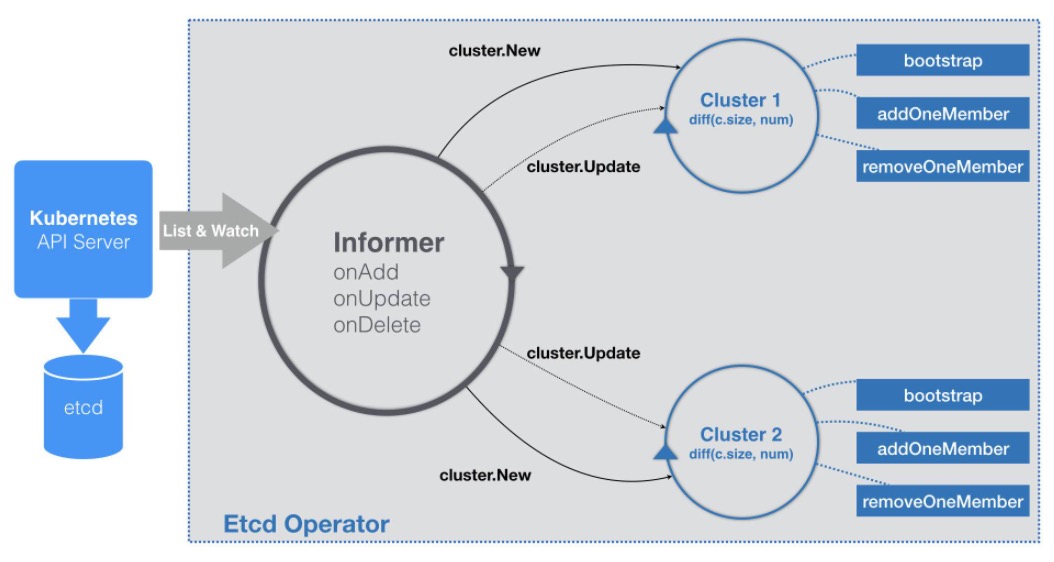 Kubernetes
API Server
etcd
List & Watch
Informer
onAdd
onUpdate
onDelete
cluster.New
cluster.Update
Cluster 1
diff(c.size, num)
bootstrap
addOneMember
removeOneMember
cluster.Update
cluster.New
Cluster 2
diff(c.size, num)
bootstrap
addOneMember
removeOneMember
Etcd Operator